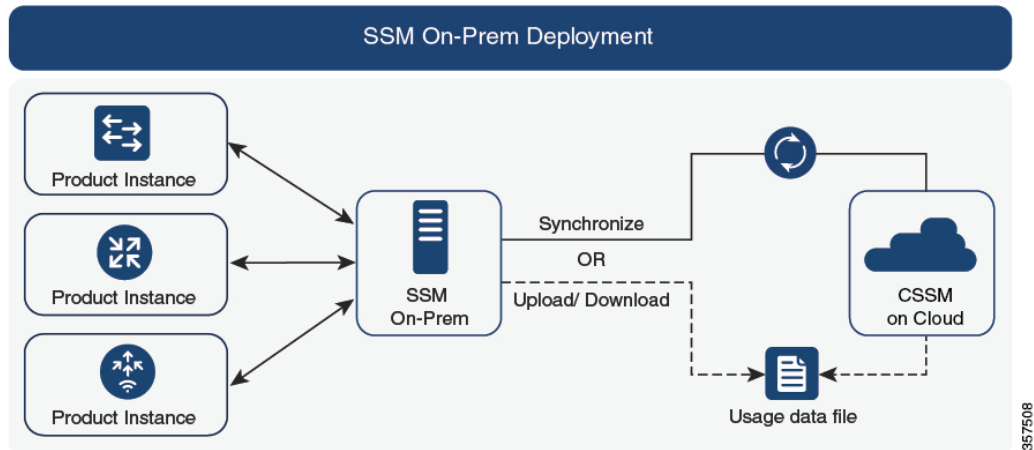 SSM On-Prem Deployment
Product Instance
Product Instance
Product Instance
SSM
On-Prem
Synchronize
OR
Upload/ Download
CSSM
on Cloud
Usage data file
357508